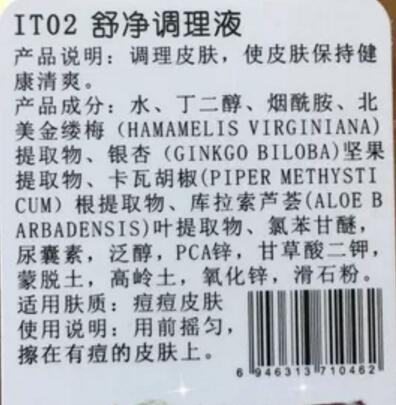 IT02 舒净调理液
产品说明：调理皮肤，使皮肤保持健
康清爽。
产品成分：水、丁二醇、烟酰胺、北
美金缕梅（HAMAMELIS VIRGINIANA）
提取物、银杏（GINKGO BILOBA）坚果
提取物、卡瓦胡椒(PIPER METHYSTI
CUM）根提取物、库拉索芦荟(ALOE B
ARBADENSIS)叶提取物、氯苯甘醚，
尿囊素，泛醇，PCA锌，甘草酸二钾，
蒙脱土，高岭土，氧化锌，滑石粉。
适用肤质：痘痘皮肤
使用说明：用前摇匀，
擦在有痘的皮肤上。
6 946313 710462